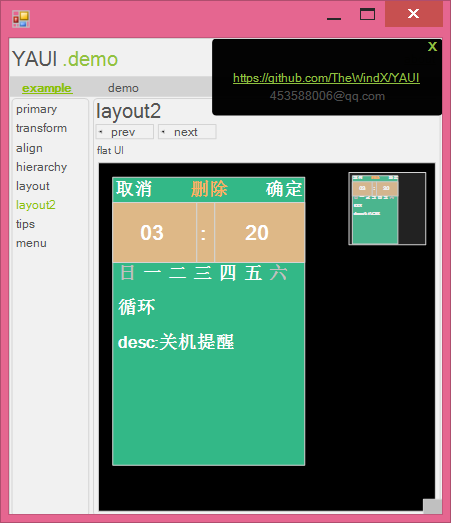 YAUI .demo
X
https://github.com/TheWindX/YAUI
453588006@qq.com
example demo
primary
transform
align
hierarchy
layout
layout2
tips
menu
layout2
prev next
flat UI
取消 删除 确定
03 : 20
日 一 二 三 四 五 六
循环
desc:关机提醒